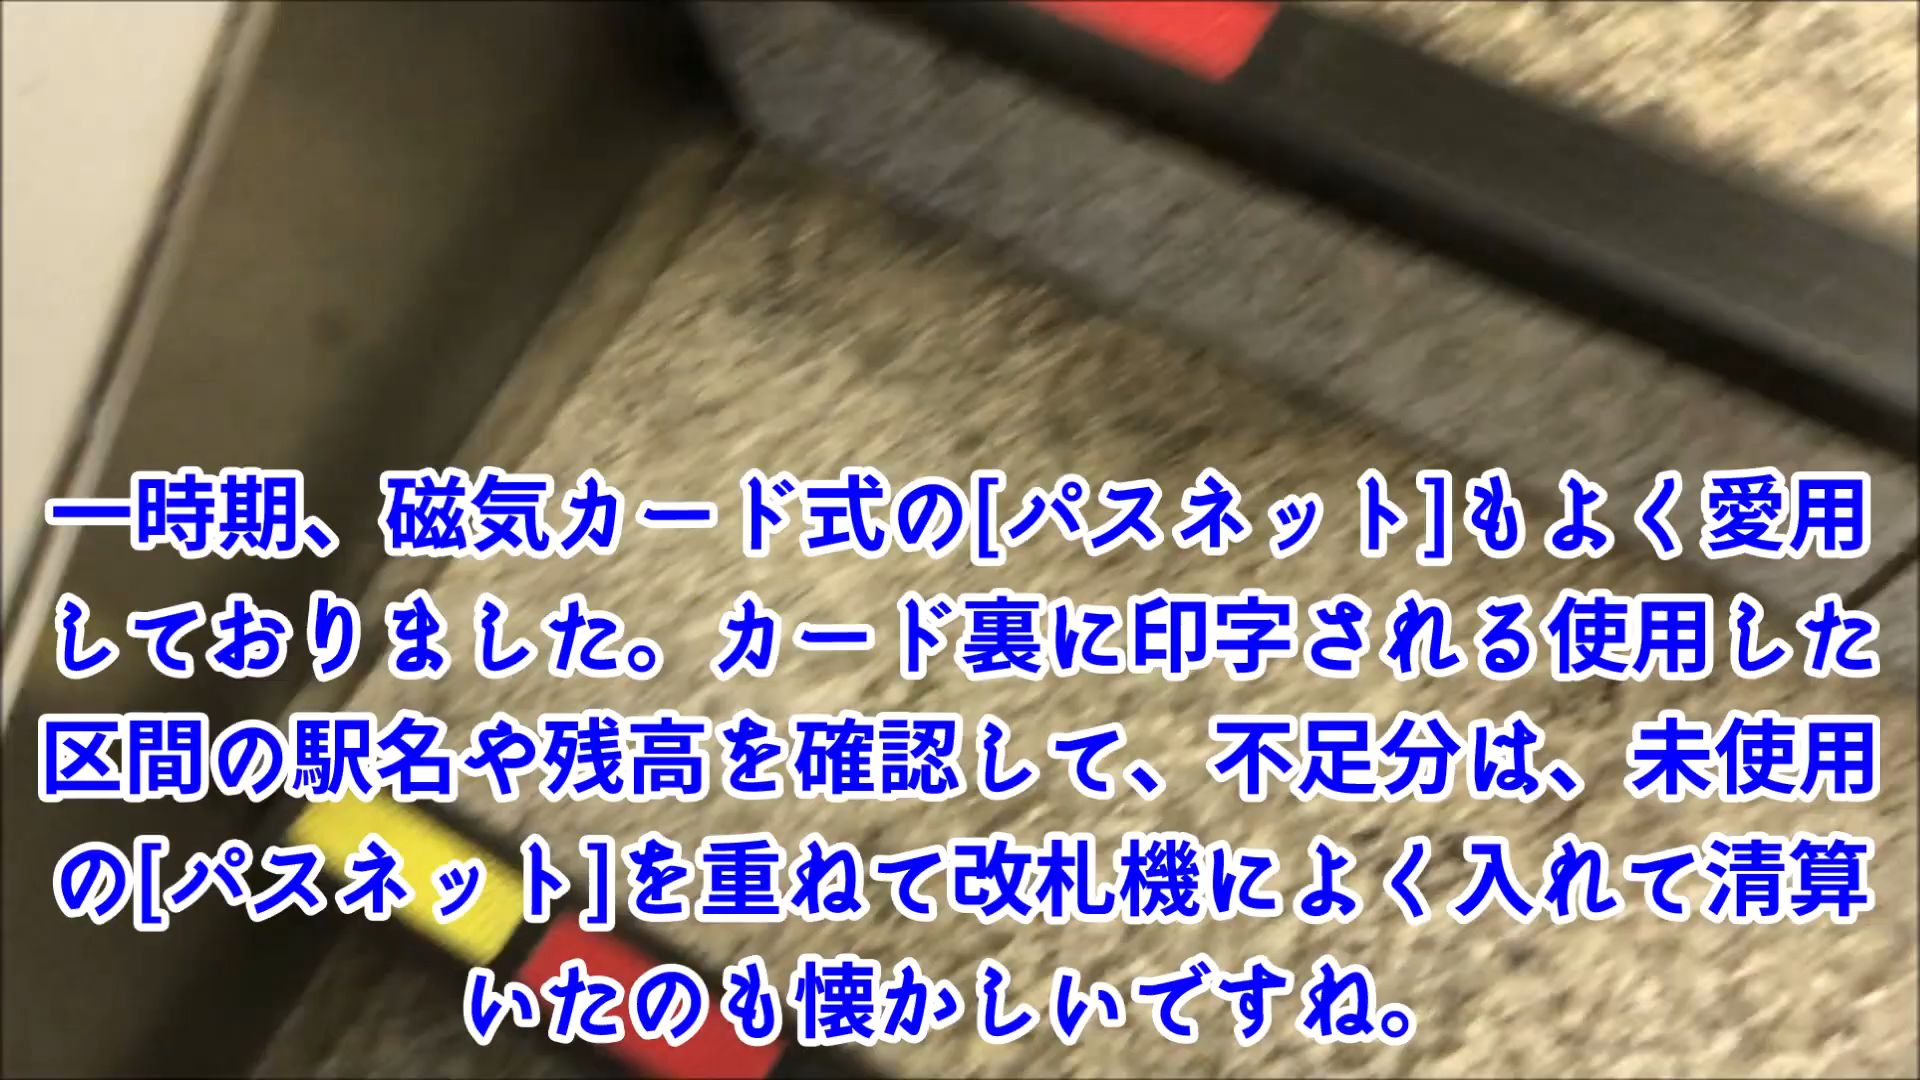 一時期、磁気カード式の[パスネット]もよく愛用
しておりました。カード裏に印字される使用した
区間の駅名や残高を確認して、不足分は、未使用
の[パスネット]を重ねて改札機によく入れて清算
いたのも懐かしいですね。